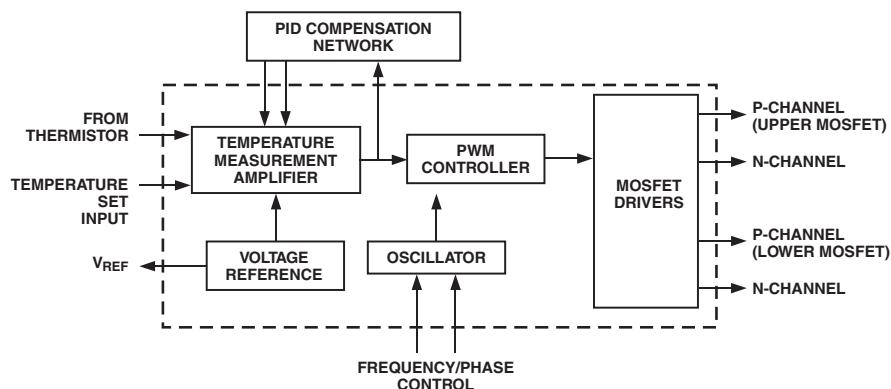 PID COMPENSATION
NETWORK
FROM
THERMISTOR
TEMPERATURE
SET
INPUT
VREF
TEMPERATURE
MEASUREMENT
AMPLIFIER
PWM
CONTROLLER
VOLTAGE
REFERENCE
OSCILLATOR
MOSFET
DRIVERS
P-CHANNEL
(UPPER MOSFET)
N-CHANNEL
P-CHANNEL
(LOWER MOSFET)
N-CHANNEL
FREQUENCY/PHASE
CONTROL